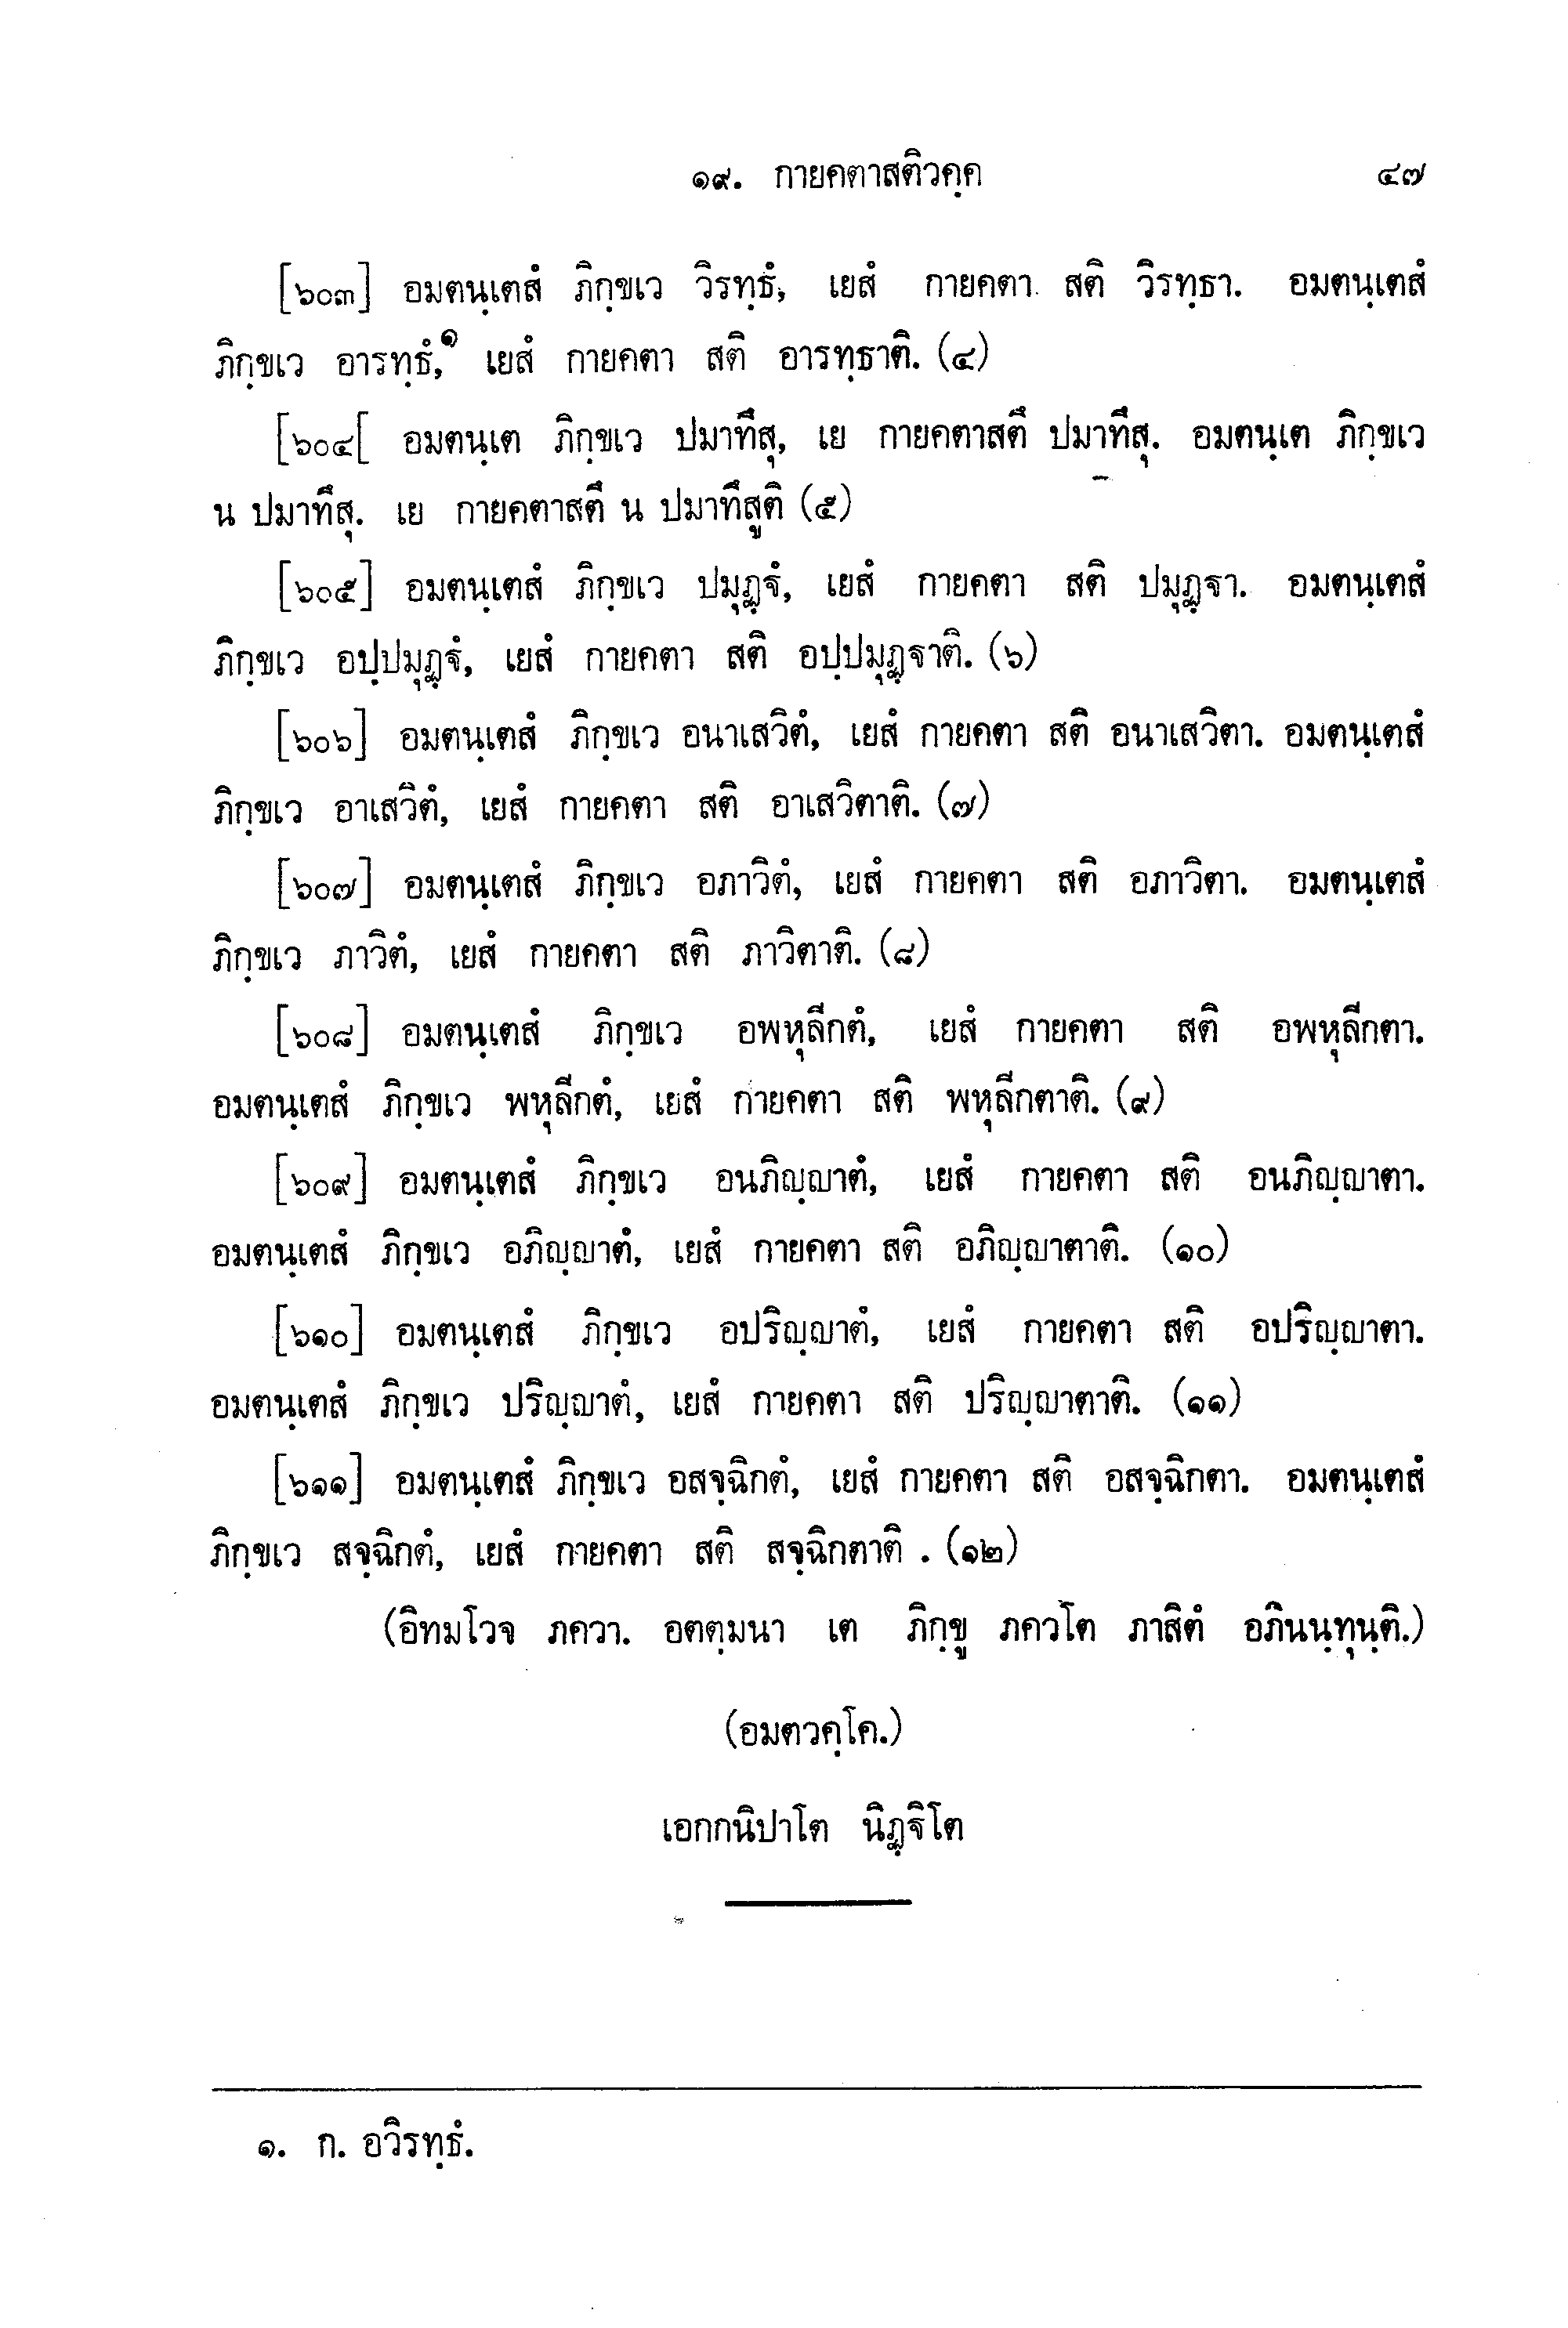 ๑๙. กายคตาสติวคฺค ๔๗
[๖๐๓] อมตนฺเตสํ ภิกฺขเว วิรทฺธํ, เยสํ กายคตา สติ วิรทฺธา. อมตนฺเตสํ
ภิกฺขเว อารทฺธํ,๑ เยสํ กายคตา สติ อารทฺธาติ. (๔)
[๖๐๔[ อมตนฺเต ภิกฺขเว ปมาทึสุ, เย กายคตาสตึ ปมาทึสุ. อมตนฺเต ภิกฺขเว
น ปมาทึสุ. เย กายคตาสตึ น ปมาทึสูติ (๕)
[๖๐๕] อมตนฺเตสํ ภิกฺขเว ปมุฏฺฐํ, เยสํ กายคตา สติ ปมุฏฺฐา. อมตนฺเตสํ
ภิกฺขเว อปฺปมุฏฺฐํ, เยสํ กายคตา สติ อปฺปมุฏฺฐาติ. (๖)
[๖๐๖] อมตนฺเตสํ ภิกฺขเว อนาเสวิตํ, เยสํ กายคตา สติ อนาเสวิตา. อมตนฺเตสํ
ภิกฺขเว อาเสวิตํ, เยสํ กายคตา สติ อาเสวิตาติ. (๗)
[๖๐๗] อมตนฺเตสํ ภิกฺขเว อภาวิตํ, เยสํ กายคตา สติ อภาวิตา. อมตนฺเตสํ
ภิกฺขเว ภาวิตํ, เยสํ กายคตา สติ ภาวิตาติ. (๘)
[๖๐๘] อมตนฺเตสํ ภิกฺขเว อพหุลีกตํ, เยสํ กายคตา สติ อพหุลีกตา.
อมตนฺเตสํ ภิกฺขเว พหุลีกตํ, เยสํ กายคตา สติ พหุลีกตาติ. (๙)
[๖๐๙] อมตนฺเตสํ ภิกฺขเว อนภิญฺญาตํ, เยสํ กายคตา สติ อนภิญฺญาตา.
อมตนฺเตสํ ภิกฺขเว อภิญฺญาตํ, เยสํ กายคตา สติ อภิญฺญาตาติ. (๑๐)
[๖๑๐] อมตนฺเตสํ ภิกฺขเว อปริญฺญาตํ, เยสํ กายคตา สติ อปริญฺญาตา.
อมตนฺเตสํ ภิกฺขเว ปริญฺญาตํ, เยสํ กายคตา สติ ปริญฺญาตาติ. (๑๑)
[๖๑๑] อมตนฺเตสํ ภิกฺขเว อสจฺฉิกตํ, เยสํ กายคตา สติ อสจฺฉิกตา. อมตนฺเตสํ
ภิกฺขเว สจฺฉิกตํ, เยสํ กายคตา สติ สจฺฉิกตาติ . (๑๒)
(อิทมโวจ ภควา. อตตฺมนา เต ภิกฺขู ภควโต ภาสิตํ อภินนฺทุนฺติ.)
(อมตวคฺโค.)
เอกกนิปาโต นิฏฺฐิโต
๑. ก. อวิรทฺธํ.